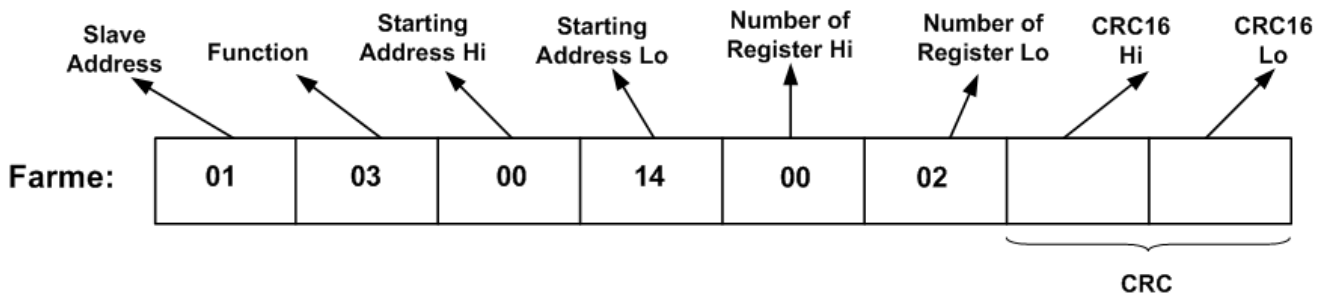 Slave
Address
Function
Starting
Address Hi
Starting
Address Lo
Number of
Register Hi
Number of
Register Lo
CRC16
Hi
CRC16
Lo
Farme:
01
03
00
14
00
02
CRC